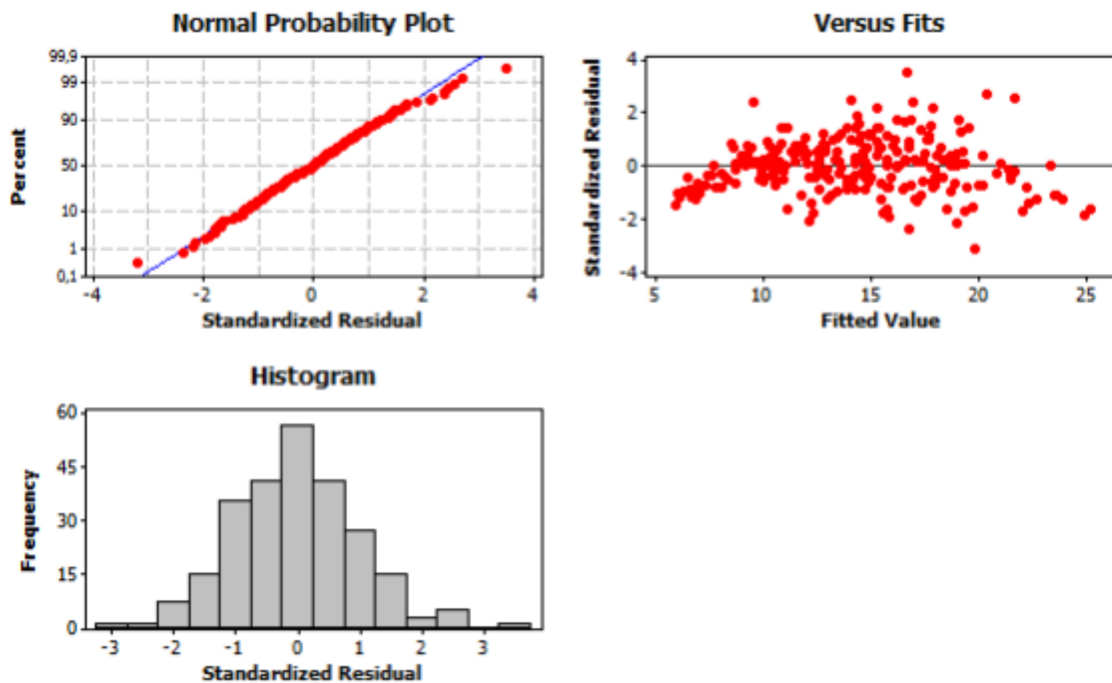 Normal Probability Plot
99,9
99
90
50
10
1
0,1
Percent
-4 -2 0 2 4
Standardized Residual
Versus Fits
4
2
0
-2
-4
Standardized Residual
5 10 15 20 25
Fitted Value
Histogram
60
45
30
15
0
Frequency
-3 -2 -1 0 1 2 3
Standardized Residual